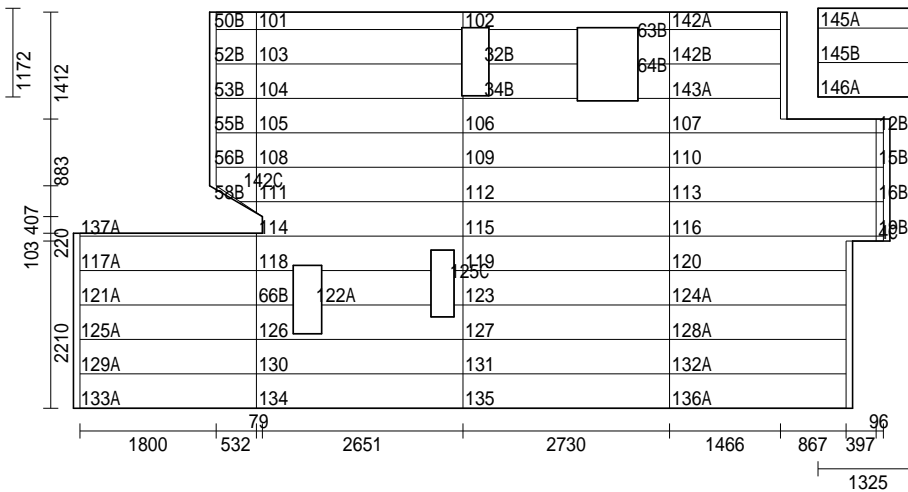 50B 101 102 142A 145A
63B
52B 103 32B 142B 145B
64B
53B 104 34B 143A 146A
55B 105 106 107 12B
56B 108 109 110 15B
142C
58B 111 112 113 16B
137A 114 115 116
117A 118 119 120
125C
121A 66B 122A 123 124A
125A 126 127 128A
129A 130 131 132A
133A 134 135 136A
1172
1412
883
407
220
103
2210
79 96
1800 532 2651 2730 1466 867 397
1325